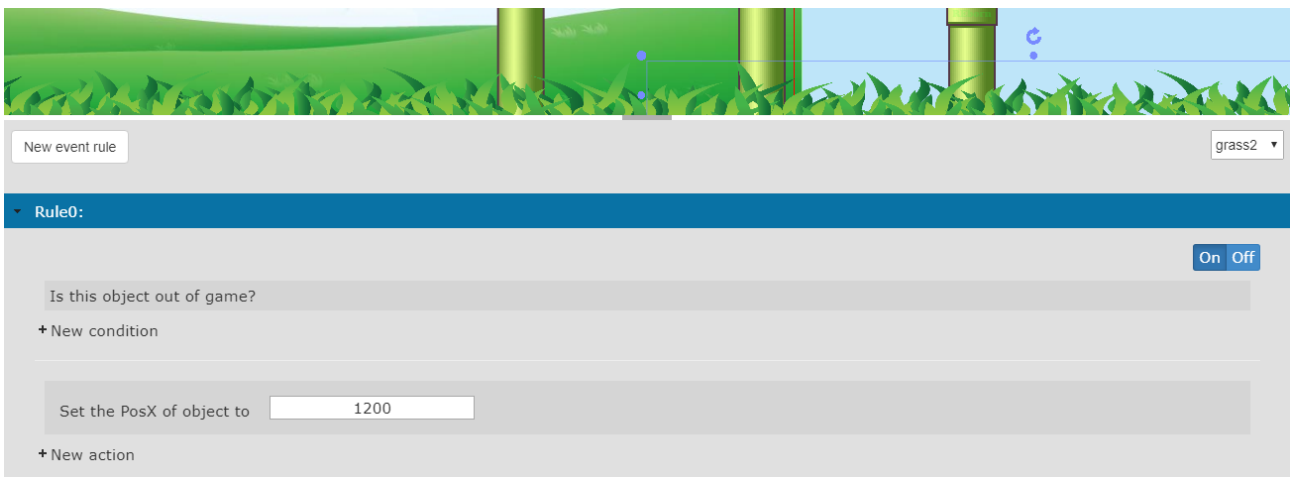 New event rule
grass2
Rule0:
On Off
Is this object out of game?
+ New condition
Set the PosX of object to 1200
+ New action